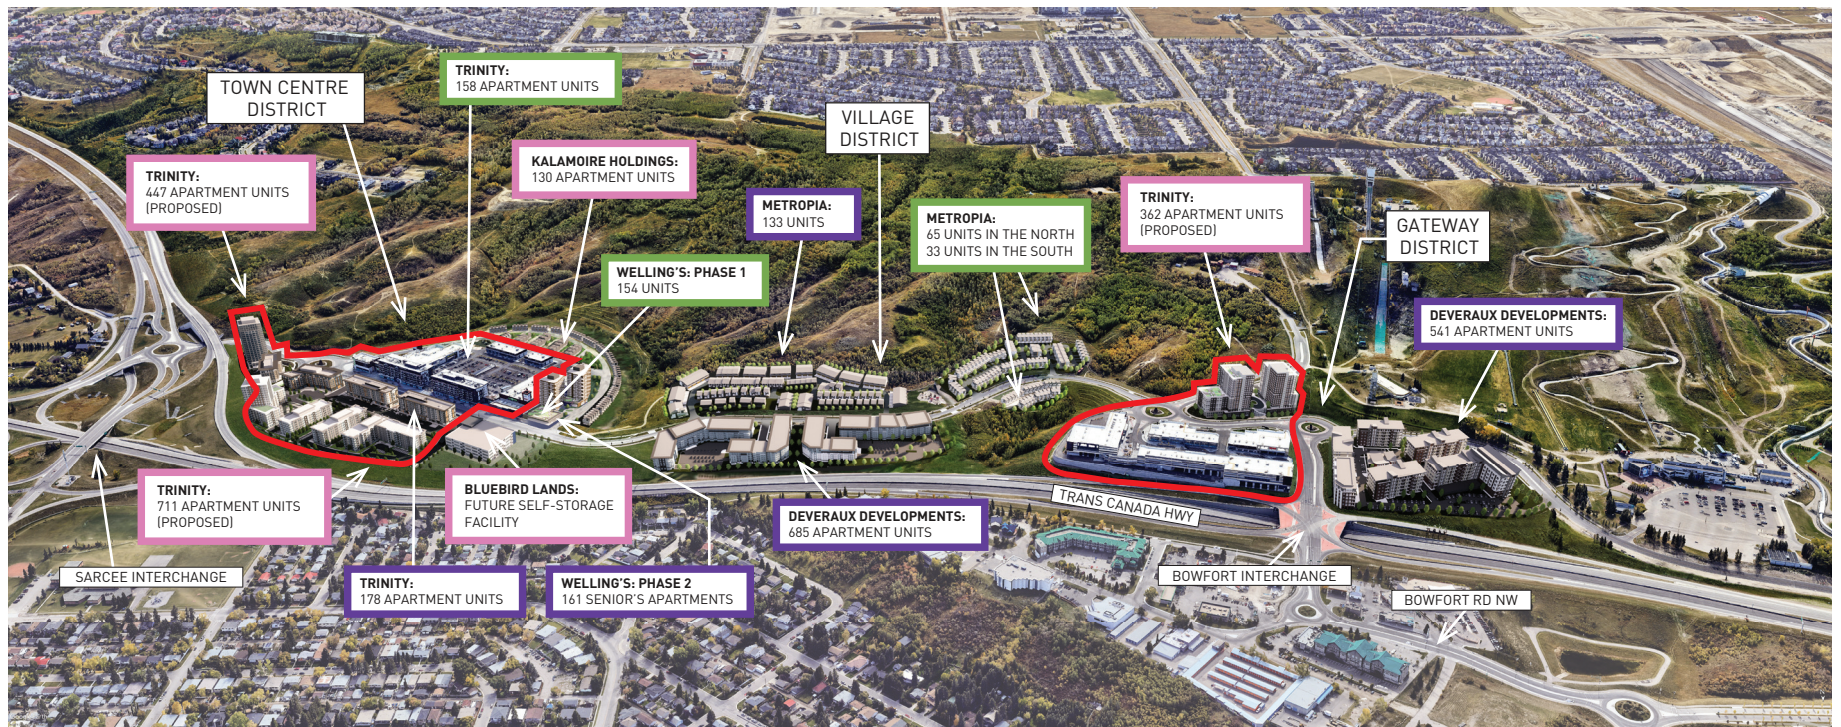 TRINITY:
158 APARTMENT UNITS
TOWN CENTRE
DISTRICT
VILLAGE
DISTRICT
KALAMOIRE HOLDINGS:
130 APARTMENT UNITS
TRINITY:
447 APARTMENT UNITS
(PROPOSED)
METROPIA:
133 UNITS
METROPIA:
65 UNITS IN THE NORTH
33 UNITS IN THE SOUTH
TRINITY:
362 APARTMENT UNITS
(PROPOSED)
GATEWAY
DISTRICT
WELLING'S: PHASE 1
154 UNITS
DEVERAUX DEVELOPMENTS:
541 APARTMENT UNITS
TRINITY:
711 APARTMENT UNITS
(PROPOSED)
BLUEBIRD LANDS:
FUTURE SELF-STORAGE
FACILITY
DEVERAUX DEVELOPMENTS:
685 APARTMENT UNITS
TRANS CANADA HWY
SARCEE INTERCHANGE
TRINITY:
178 APARTMENT UNITS
WELLING'S: PHASE 2
161 SENIOR'S APARTMENTS
BOWFORT INTERCHANGE
BOWFORT RD NW